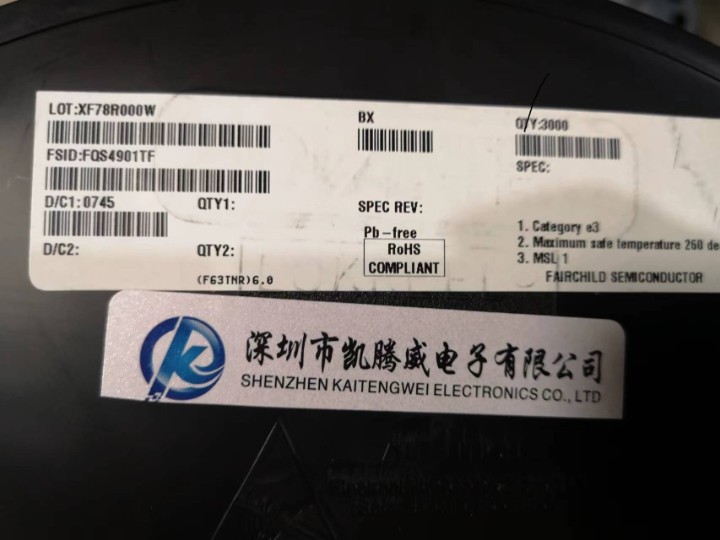 LOT:XF78R000W
BX
QTY:3000
FSID:FQS4901TF
SPEC:
D/C1:0745
QTY1:
SPEC REV:
D/C2:
QTY2:
Pb-free
RoHS
COMPLIANT
1. Category e3
2. Maximum safe temperature 260 de
3. MSL 1
(F63TNR)6.0
FAIRCHILD SEMICONDUCTOR
深圳市凯腾威电子有限公司
SHENZHEN KAITENGWEI ELECTRONICS CO., LTD